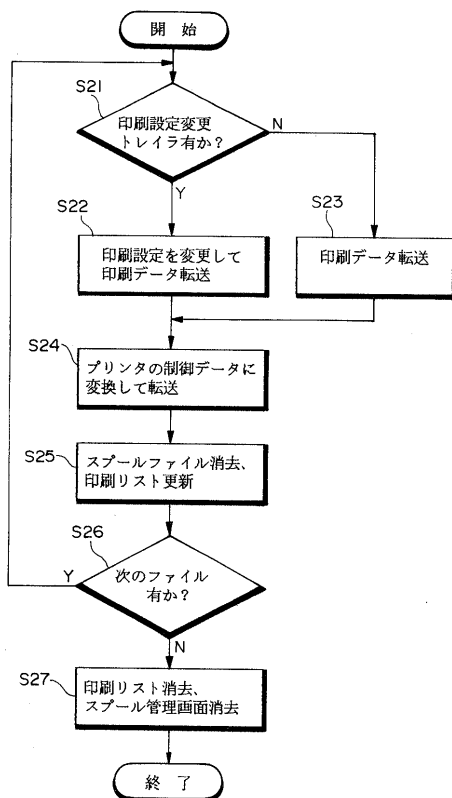 開始
S21
印刷設定変更
トレイラ有か?
N
Y
S22
印刷設定を変更して
印刷データ転送
S23
印刷データ転送
S24
プリンタの制御データに
変換して転送
S25
スプールファイル消去、
印刷リスト更新
S26
Y
次のファイル
有か?
N
S27
印刷リスト消去、
スプール管理画面消去
終了